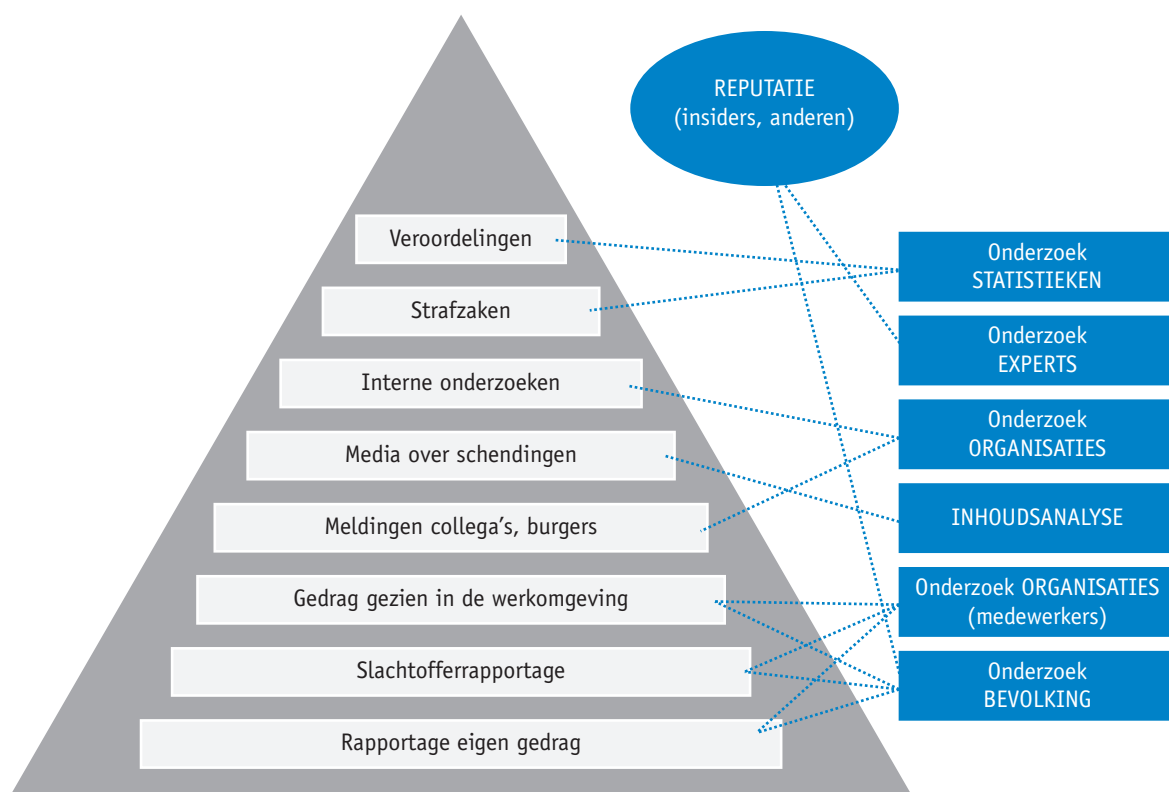 REPUTATIE
(insiders, anderen)
Veroordelingen
Strafzaken
Interne onderzoeken
Media over schendingen
Meldingen collega's, burgers
Gedrag gezien in de werkomgeving
Slachtofferrapportage
Rapportage eigen gedrag
Onderzoek
STATISTIEKEN
Onderzoek
EXPERTS
Onderzoek
ORGANISATIES
INHOUDSANALYSE
Onderzoek ORGANISATIES
(medewerkers)
Onderzoek
BEVOLKING